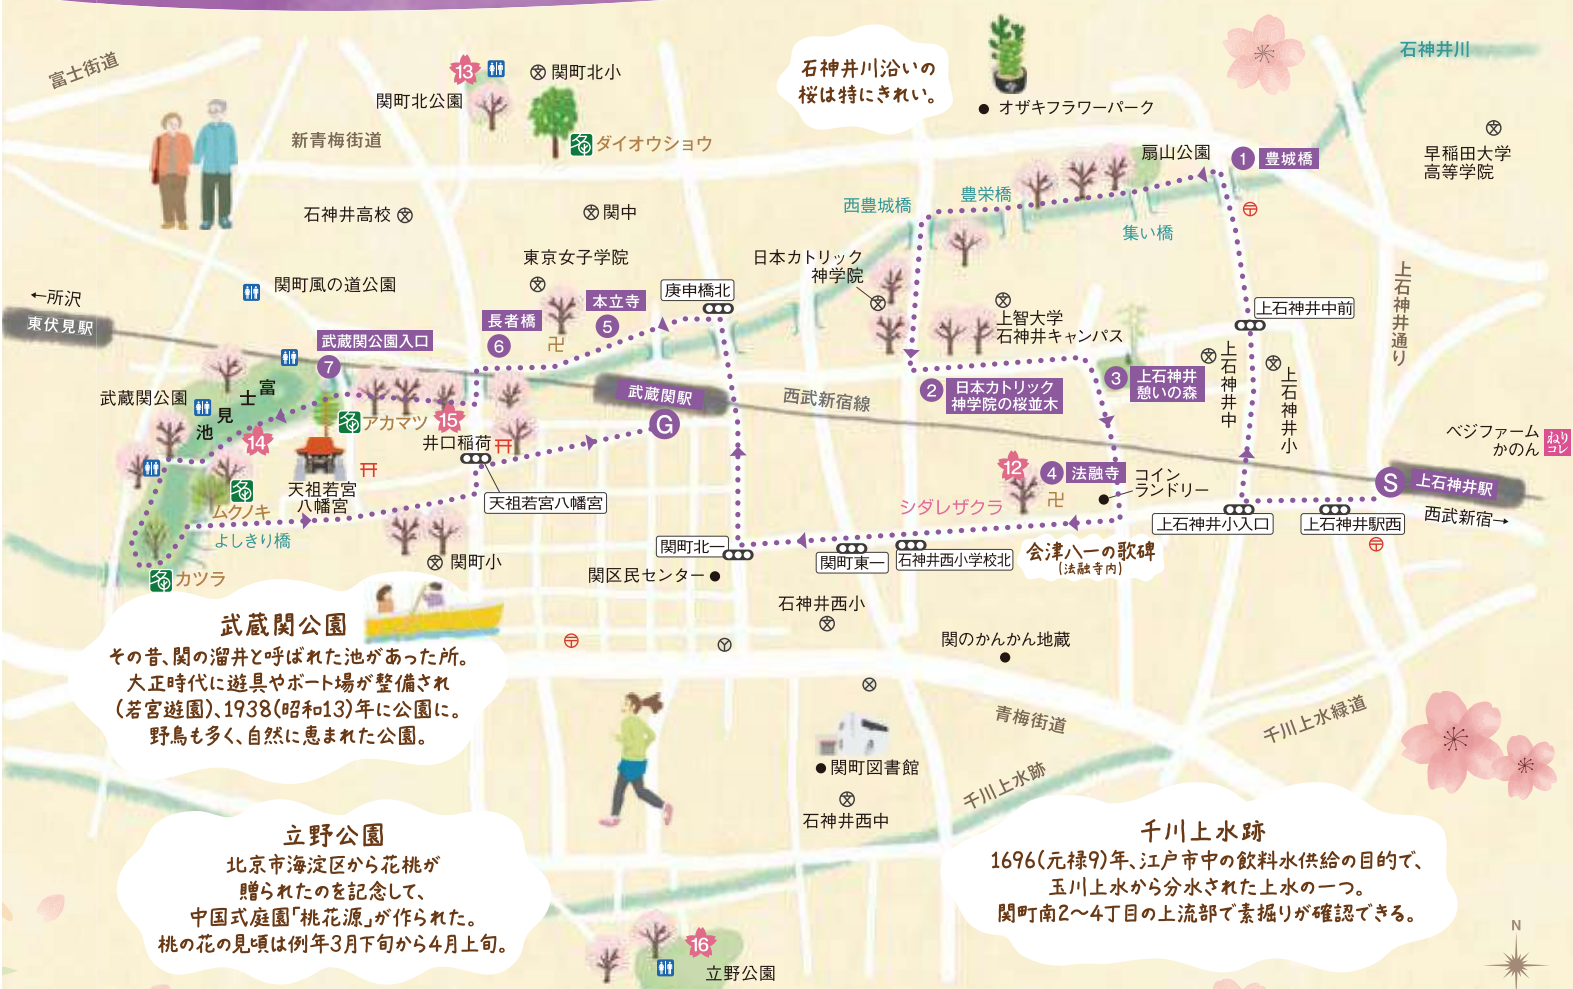 富士街道
13
関町北小
関町北公園
新青梅街道
名
ダイオウショウ
石神井川沿いの
桜は特にきれい。
オザキフラワーパーク
石神井川
早稲田大学
高等学院
扇山公園
1 豊城橋
豊栄橋
西豊城橋
集い橋
石神井高校
関中
東京女子学院
日本カトリック
神学院
関町風の道公園
←所沢
東伏見駅
庚申橋北
本立寺
5
長者橋
6
卍
武蔵関公園入口
7
上智大学
石神井キャンパス
上石神井中前
上石神井通り
上石神井中
上石神井小
武蔵関公園
富士見池
名
アカマツ
15
14
武蔵関駅
G
西武新宿線
2 日本カトリック
神学院の桜並木
3 上石神井
憩いの森
井口稲荷
天祖若宮
八幡宮
天祖若宮八幡宮
名
ムクノキ
よしきり橋
名
カツラ
12
4 法融寺
卍
シダレザクラ
コイン
ランドリー
会津八一の歌碑
(法融寺内)
ベジファーム
かのん
ねり
コレ
S
上石神井駅
西武新宿→
上石神井小入口
上石神井駅西
関町北一
関町東一
石神井西小学校北
関町小
関区民センター
石神井西小
関のかんかん地蔵
武蔵関公園
その昔、関の溜井と呼ばれた池があった所。
大正時代に遊具やボート場が整備され
(若宮遊園)、1938(昭和13)年に公園に。
野鳥も多く、自然に恵まれた公園。
青梅街道
千川上水緑道
千川上水跡
関町図書館
石神井西中
立野公園
北京市海淀区から花桃が
贈られたのを記念して、
中国式庭園「桃花源」が作られた。
桃の花の見頃は例年3月下旬から4月上旬。
千川上水跡
1696(元禄9)年、江戸市中の飲料水供給の目的で、
玉川上水から分水された上水の一つ。
関町南2〜4丁目の上流部で素掘りが確認できる。
16
立野公園
N